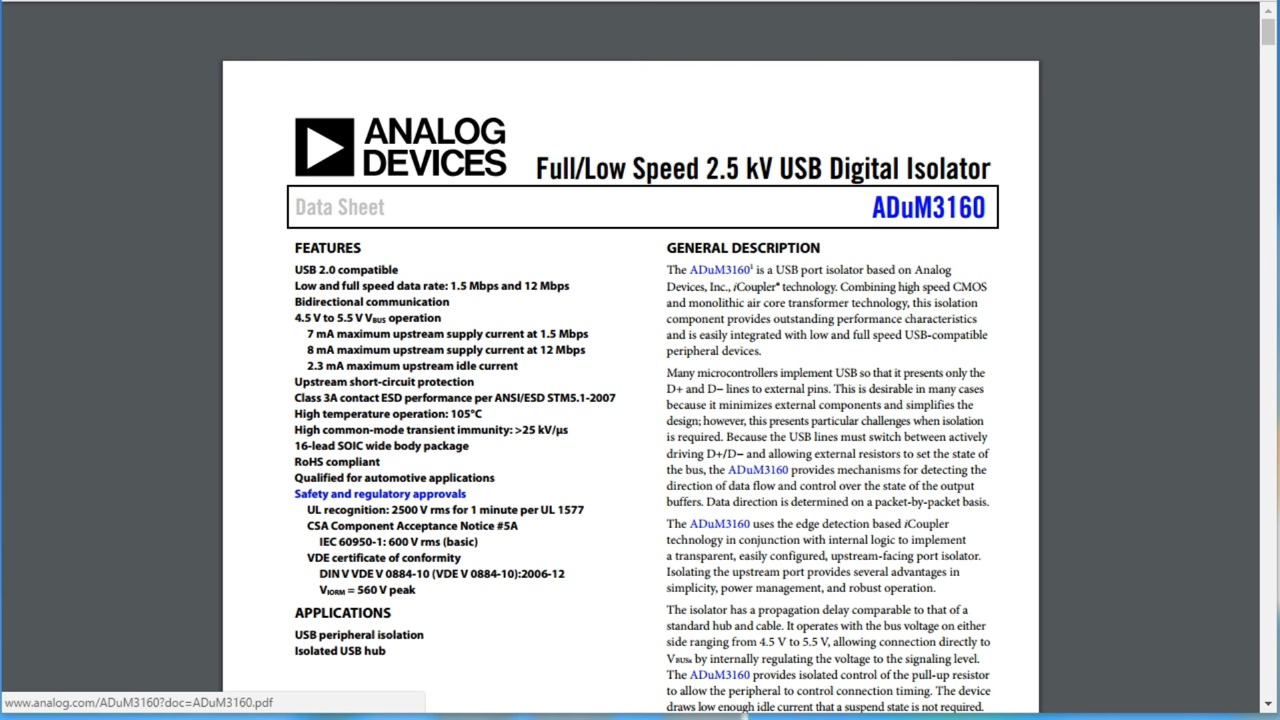 ANALOG
DEVICES
Full/Low Speed 2.5 kV USB Digital Isolator
Data Sheet
ADuM3160
FEATURES
USB 2.0 compatible
Low and full speed data rate: 1.5 Mbps and 12 Mbps
Bidirectional communication
4.5 V to 5.5 V VBUS operation
7 mA maximum upstream supply current at 1.5 Mbps
8 mA maximum upstream supply current at 12 Mbps
2.3 mA maximum upstream idle current
Upstream short-circuit protection
Class 3A contact ESD performance per ANSI/ESD STM5.1-2007
High temperature operation: 105°C
High common-mode transient immunity: >25 kV/μs
16-lead SOIC wide body package
RoHS compliant
Qualified for automotive applications
Safety and regulatory approvals
UL recognition: 2500 V rms for 1 minute per UL 1577
CSA Component Acceptance Notice #5A
IEC 60950-1: 600 V rms (basic)
VDE certificate of conformity
DIN V VDE V 0884-10 (VDE V 0884-10):2006-12
VIORM = 560 V peak
APPLICATIONS
USB peripheral isolation
Isolated USB hub
GENERAL DESCRIPTION
The ADuM3160¹ is a USB port isolator based on Analog
Devices, Inc., iCoupler® technology. Combining high speed CMOS
and monolithic air core transformer technology, this isolation
component provides outstanding performance characteristics
and is easily integrated with low and full speed USB-compatible
peripheral devices.
Many microcontrollers implement USB so that it presents only the
D+ and D− lines to external pins. This is desirable in many cases
because it minimizes external components and simplifies the
design; however, this presents particular challenges when isolation
is required. Because the USB lines must switch between actively
driving D+/D− and allowing external resistors to set the state of
the bus, the ADuM3160 provides mechanisms for detecting the
direction of data flow and control over the state of the output
buffers. Data direction is determined on a packet-by-packet basis.
The ADuM3160 uses the edge detection based iCoupler
technology in conjunction with internal logic to implement
a transparent, easily configured, upstream-facing port isolator.
Isolating the upstream port provides several advantages in
simplicity, power management, and robust operation.
The isolator has a propagation delay comparable to that of a
standard hub and cable. It operates with the bus voltage on either
side ranging from 4.5 V to 5.5 V, allowing connection directly to
VBUSx by internally regulating the voltage to the signaling level.
The ADuM3160 provides isolated control of the pull-up resistor
to allow the peripheral to control connection timing. The device
draws low enough idle current that a suspend state is not required.
www.analog.com/ADuM3160?doc=ADuM3160.pdf